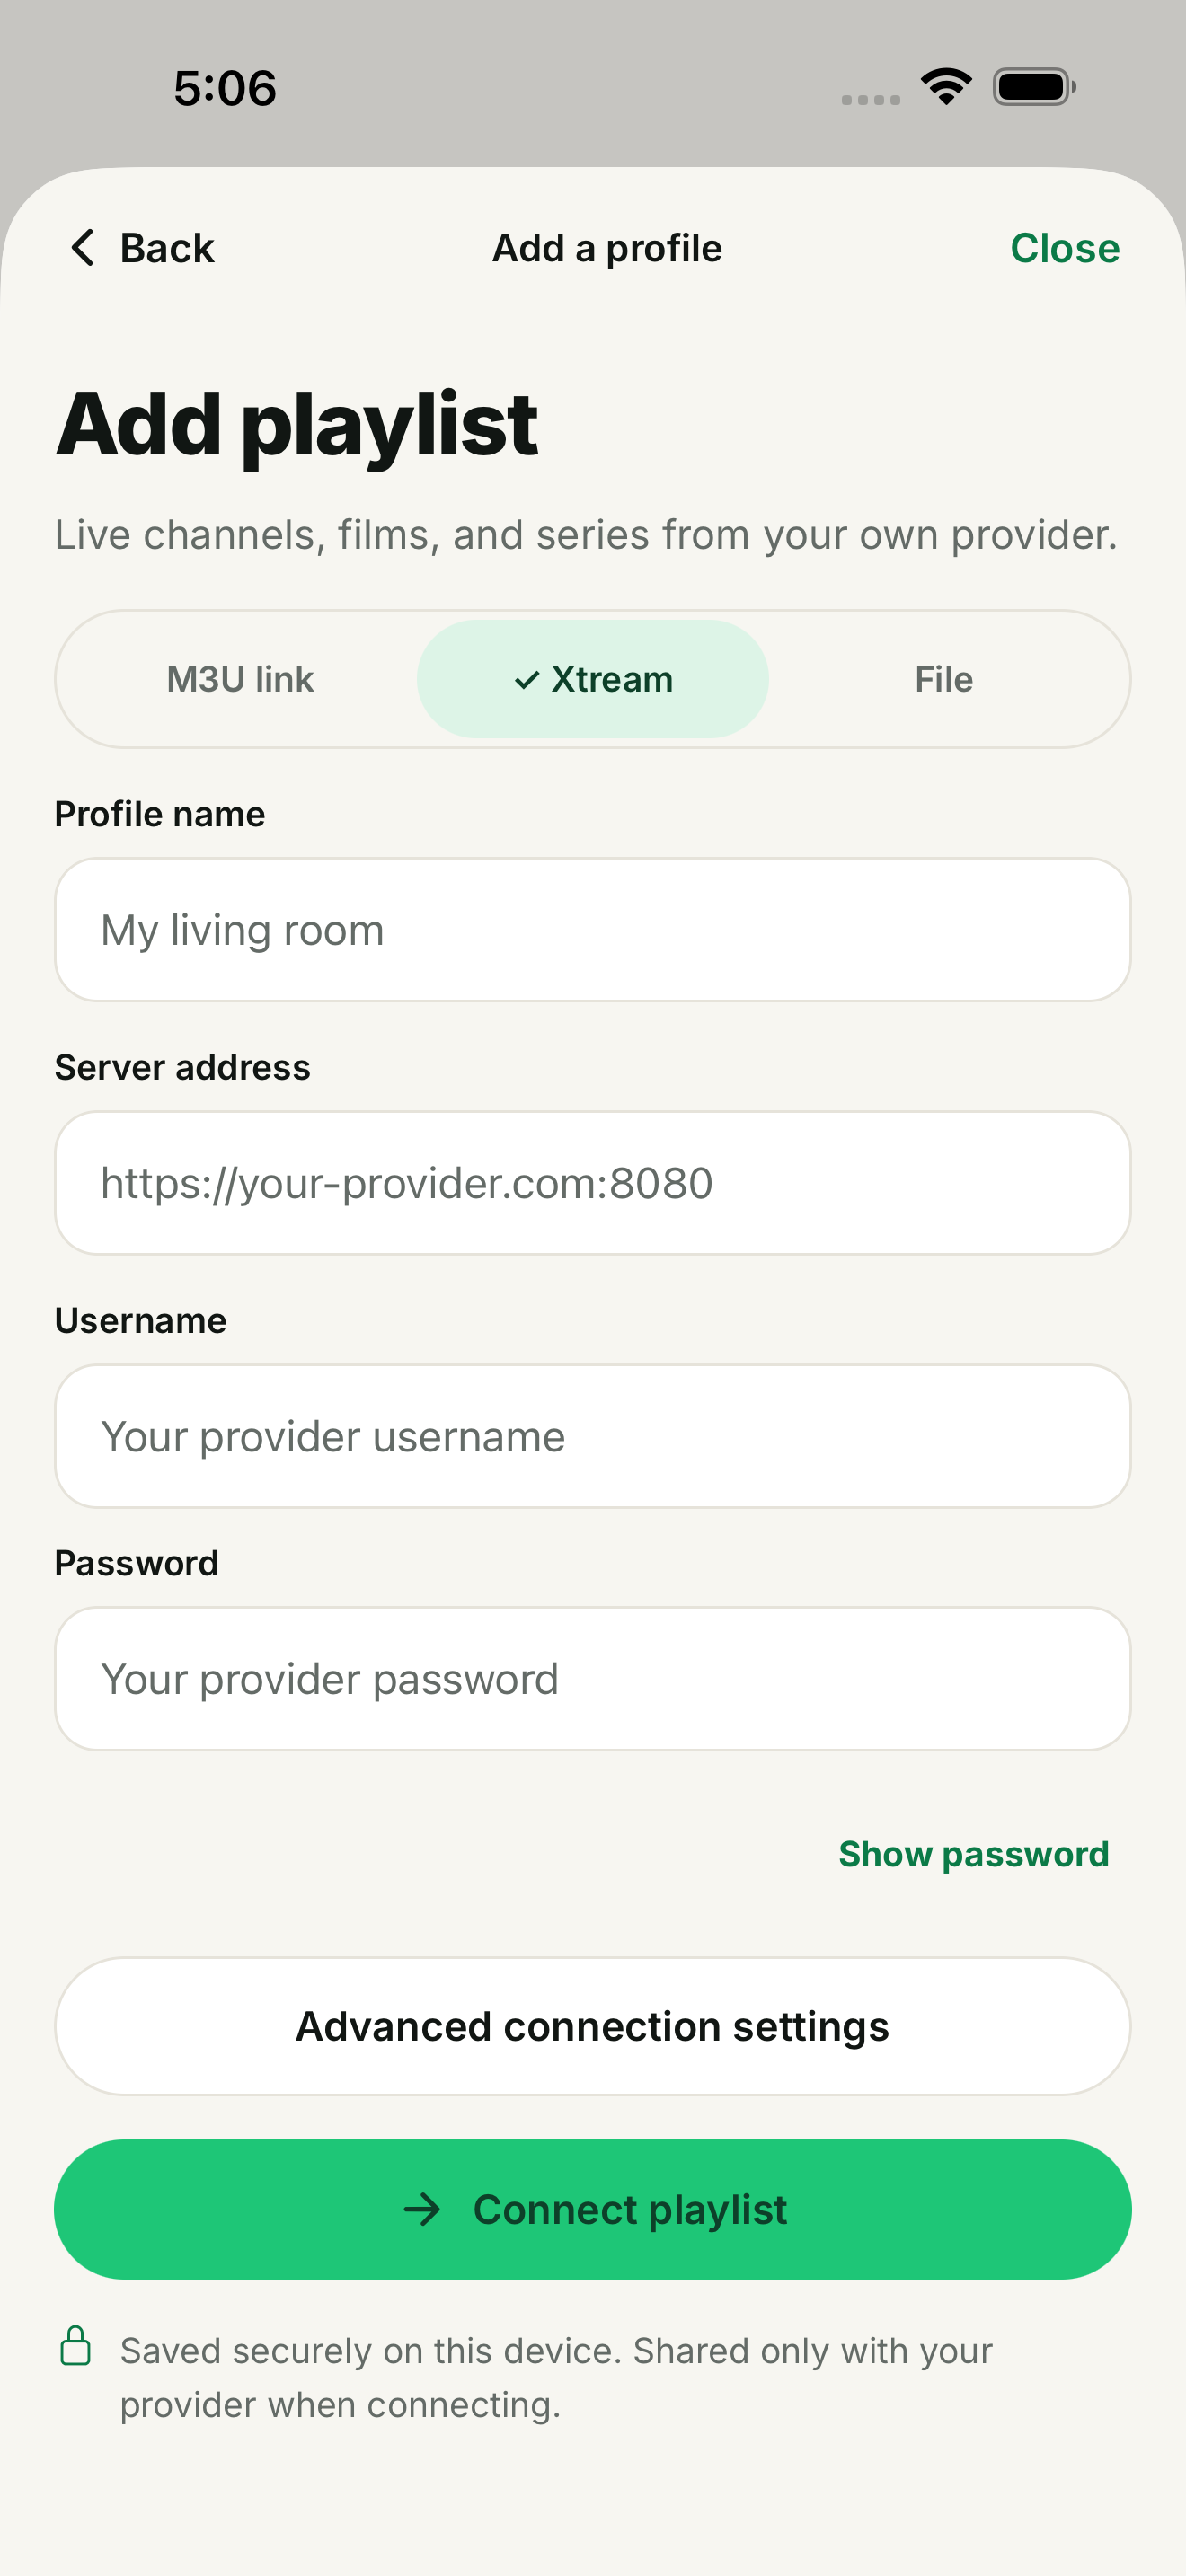 5:06
Back
Add a profile
Close
Add playlist
Live channels, films, and series from your own provider.
M3U link
Xtream
File
Profile name
My living room
Server address
https://your-provider.com:8080
Username
Your provider username
Password
Your provider password
Show password
Advanced connection settings
Connect playlist
Saved securely on this device. Shared only with your
provider when connecting.